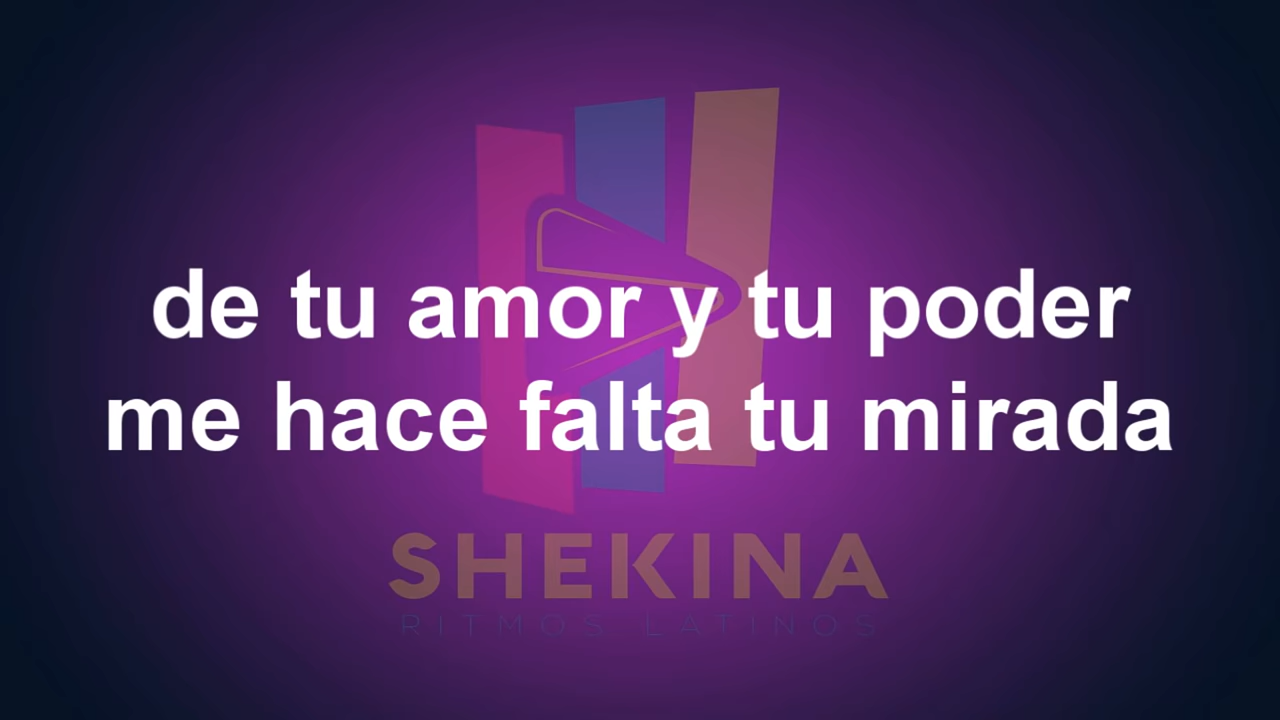 de tu amor y tu poder
me hace falta tu mirada
SHEKINA
RITMOS LATINOS